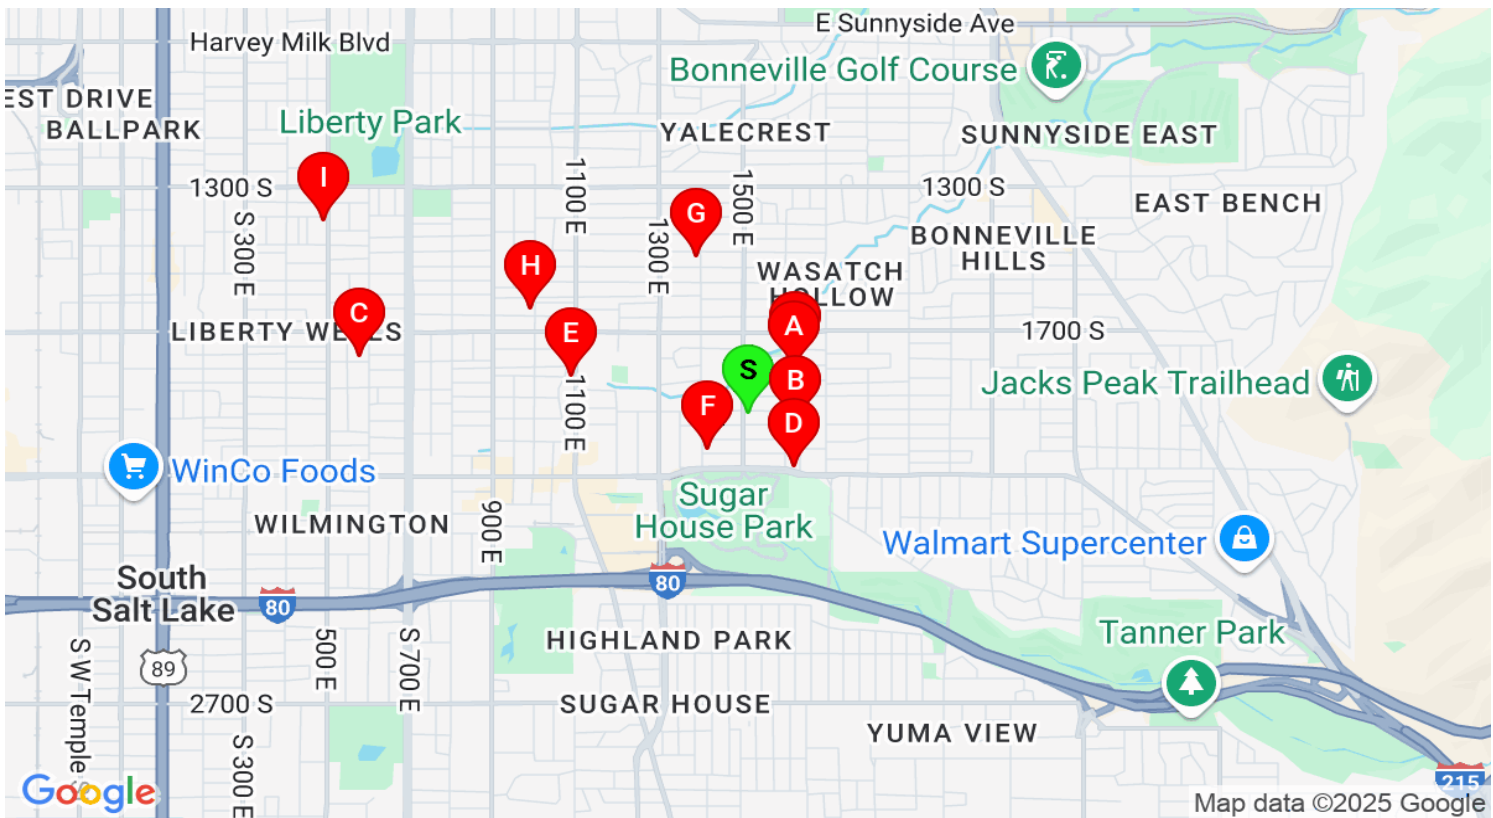 E Sunnyside Ave
Harvey Milk Blvd
Bonneville Golf Course
EST DRIVE
BALLPARK
Liberty Park
YALECREST
SUNNYSIDE EAST
I
1300 S
1100 E
1500 E
1300 S
EAST BENCH
S 300 E
G
1300 E
BONNEVILLE
HILLS
H
WASATCH
HOLLOW
C
LIBERTY WELLS
E
A
1700 S
S
B
Jacks Peak Trailhead
1100 E
F
D
WinCo Foods
Sugar
House Park
WILMINGTON
900 E
Walmart Supercenter
South
Salt Lake
80
80
HIGHLAND PARK
Tanner Park
89
S W Temple S
500 E
S 700 E
2700 S
SUGAR HOUSE
YUMA VIEW
S 300 E
Google
215
Map data ©2025 Google